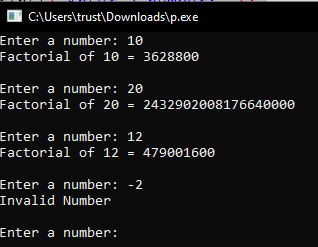 C:\Users\trust\Downloads\p.exe
Enter a number: 10
Factorial of 10 = 3628800
Enter a number: 20
Factorial of 20 = 2432902008176640000
Enter a number: 12
Factorial of 12 = 479001600
Enter a number: -2
Invalid Number
Enter a number: